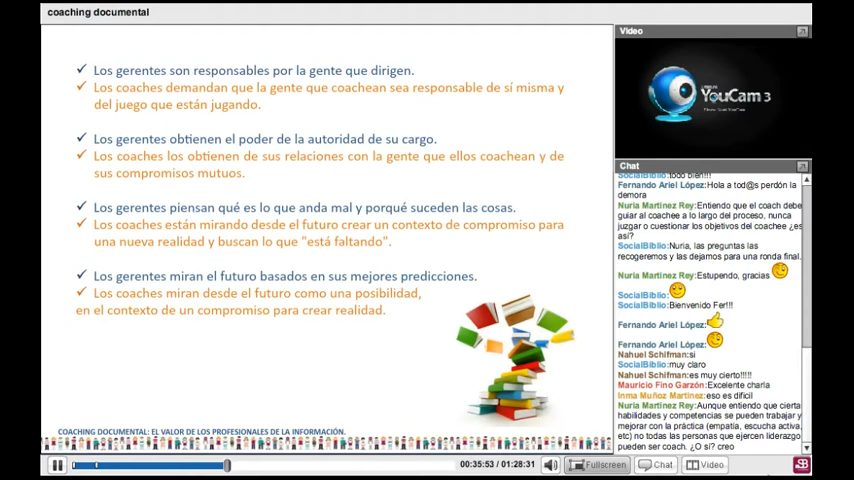 coaching documental
✓ Los gerentes son responsables por la gente que dirigen.
✓ Los coaches demandan que la gente que coachean sea responsable de sí misma y
del juego que están jugando.
✓ Los gerentes obtienen el poder de la autoridad de su cargo.
✓ Los coaches los obtienen de sus relaciones con la gente que ellos coachean y de
sus compromisos mutuos.
✓ Los gerentes piensan qué es lo que anda mal y porqué suceden las cosas.
✓ Los coaches están mirando desde el futuro crear un contexto de compromiso para
una nueva realidad y buscan lo que "está faltando".
✓ Los gerentes miran el futuro basados en sus mejores predicciones.
✓ Los coaches miran desde el futuro como una posibilidad,
en el contexto de un compromiso para crear realidad.
COACHING DOCUMENTAL: EL VALOR DE LOS PROFESIONALES DE LA INFORMACIÓN.
Video
YouCam 3
Chat
SocialBiblio:todo bien!!!
Fernando Ariel López:Hola a tod@s perdón la
demora
Nuria Martinez Rey:Entiendo que el coach debe
guiar al coachee a lo largo del proceso, nunca
juzgar o cuestionar los objetivos del coachee ¿es
así?
SocialBiblio:Nuria, las preguntas las
recogeremos y las dejamos para una ronda final.
Nuria Martinez Rey:Estupendo, gracias
SocialBiblio:
SocialBiblio:Bienvenido Fer!!!
Fernando Ariel López:
Fernando Ariel López:
Nahuel Schifman:si
SocialBiblio:muy claro
Nahuel Schifman:es muy cierto!!!!!
Mauricio Fino Garzón:Excelente charla
Inma Muñoz Martinez:eso es dificil
Nuria Martinez Rey:Aunque entiendo que cierta
habilidades y competencias se pueden trabajar y
mejorar con la práctica (empatía, escucha activa,
etc) no todas las personas que ejercen liderazgo
pueden ser coach. ¿O sí? creo
00:35:53 / 01:28:31
Fullscreen
Chat
Video
SB